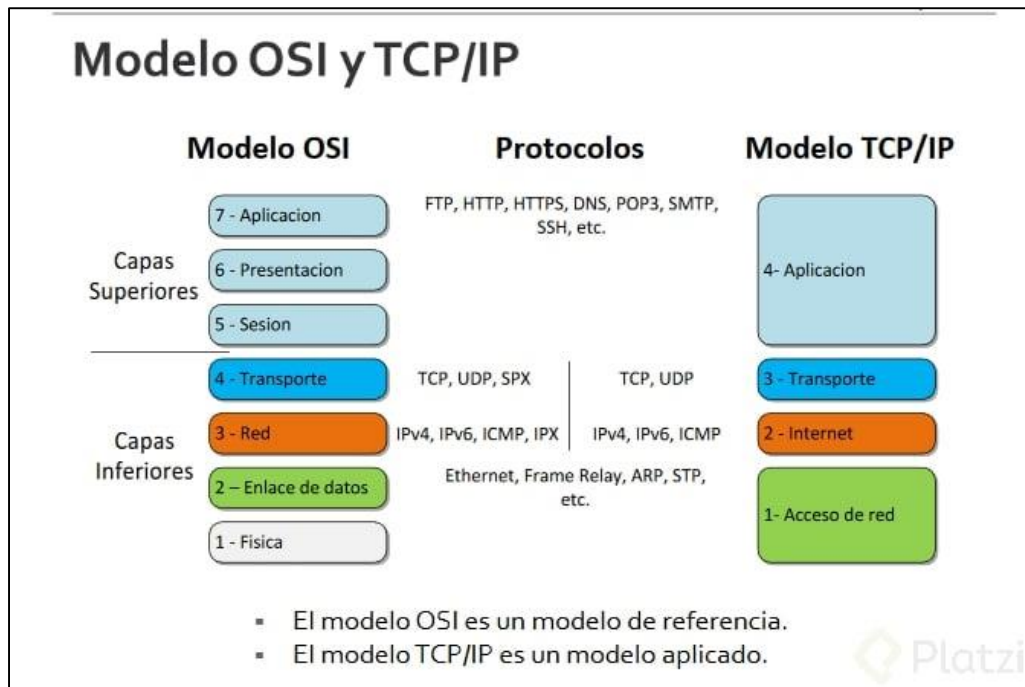 Modelo OSI y TCP/IP
Modelo OSI
Protocolos
Modelo TCP/IP
Capas
Superiores
7 - Aplicacion
6 - Presentacion
5 - Sesion
FTP, HTTP, HTTPS, DNS, POP3, SMTP,
SSH, etc.
4- Aplicacion
Capas
Inferiores
4 - Transporte
TCP, UDP, SPX
TCP, UDP
3 - Transporte
3 - Red
IPv4, IPv6, ICMP, IPX
IPv4, IPv6, ICMP
2 - Internet
2 – Enlace de datos
Ethernet, Frame Relay, ARP, STP,
etc.
1- Acceso de red
1 - Fisica
▪ El modelo OSI es un modelo de referencia.
▪ El modelo TCP/IP es un modelo aplicado.
Platzi